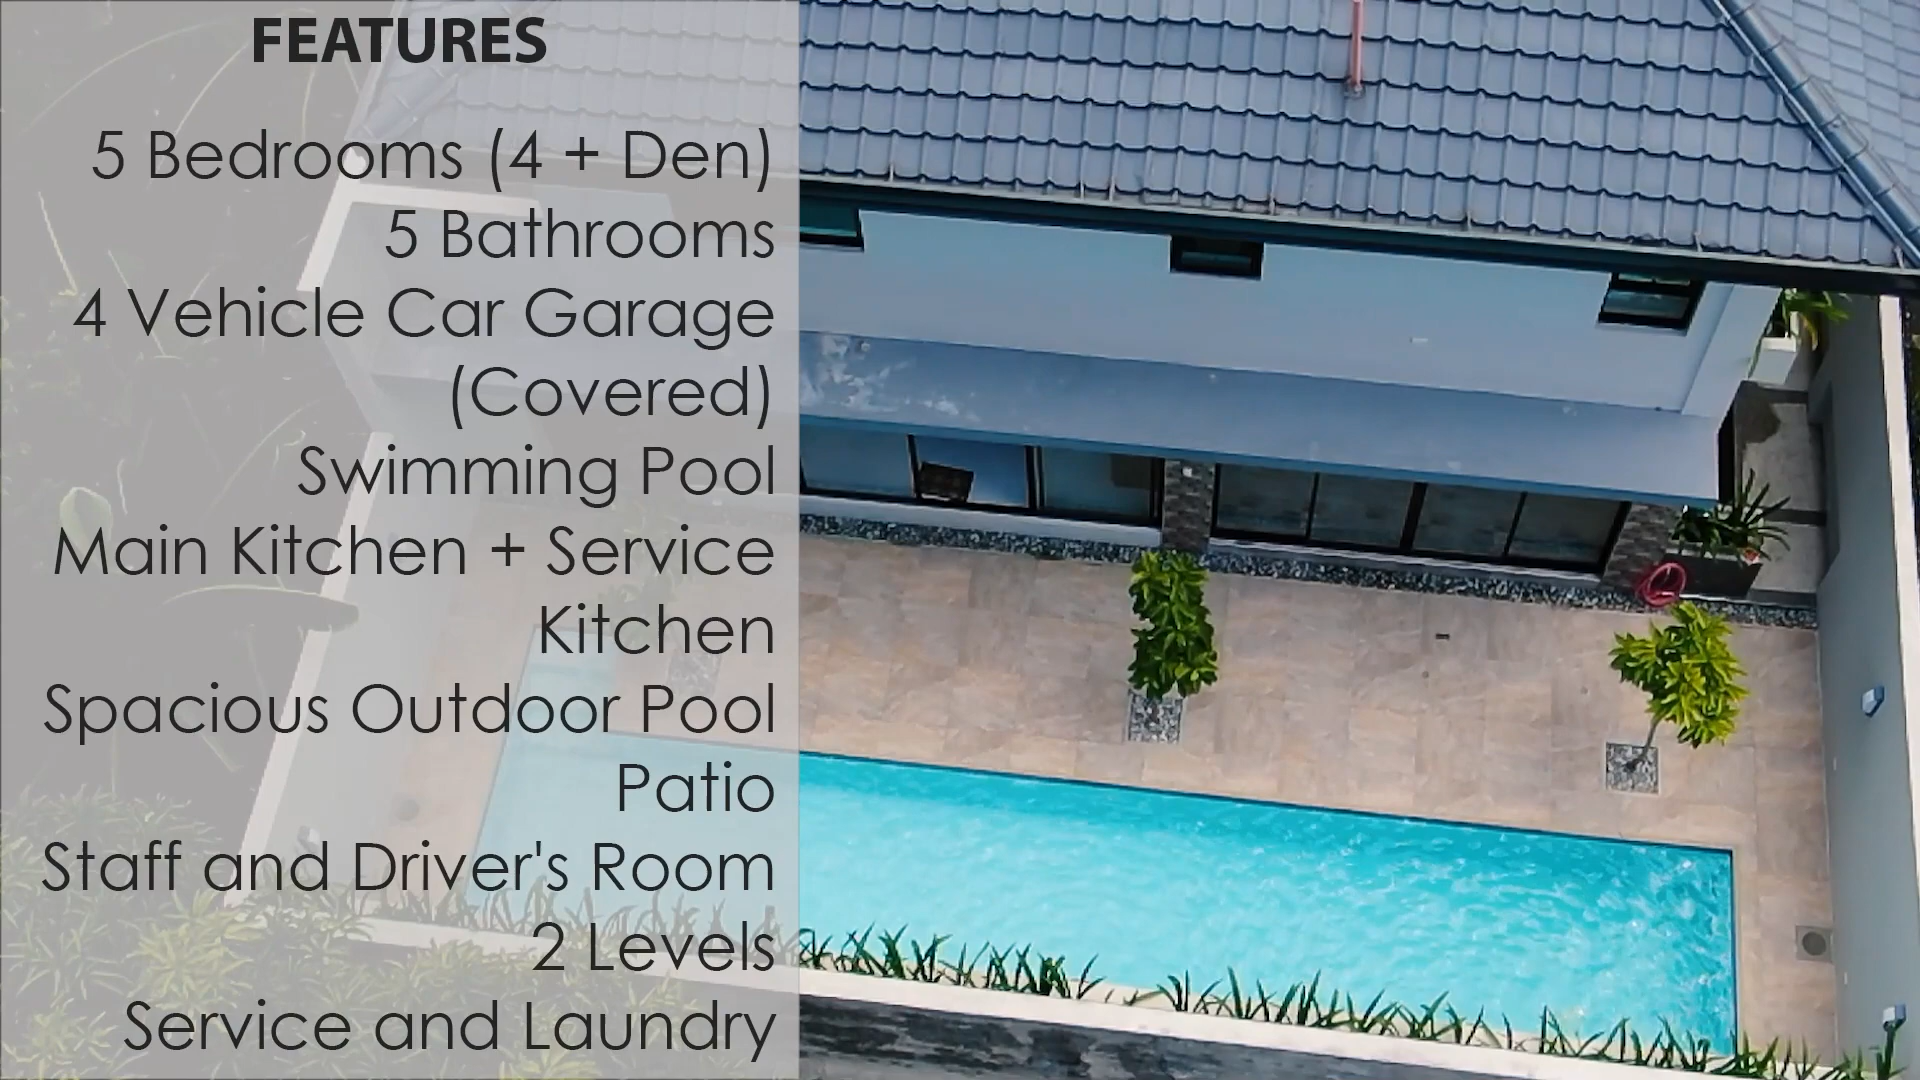 FEATURES
5 Bedrooms (4 + Den)
5 Bathrooms
4 Vehicle Car Garage
(Covered)
Swimming Pool
Main Kitchen + Service
Kitchen
Spacious Outdoor Pool
Patio
Staff and Driver's Room
2 Levels
Service and Laundry